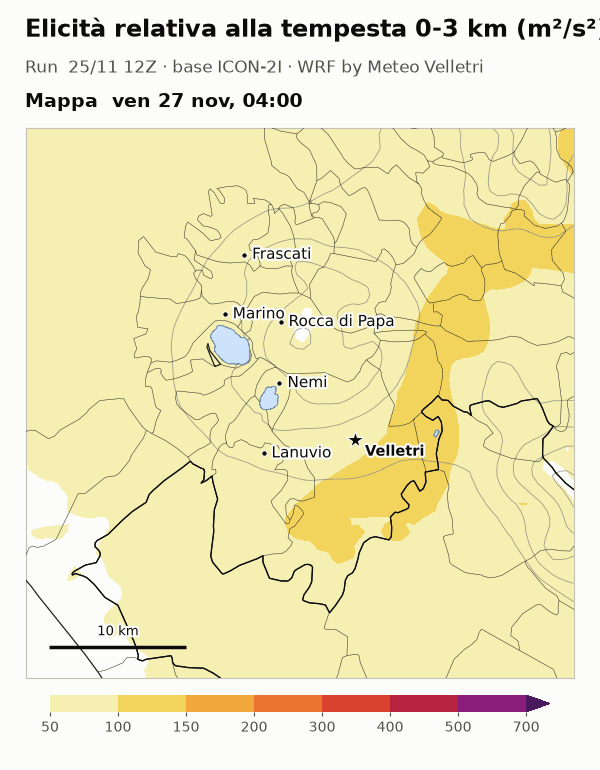 Elicità relativa alla tempesta 0-3 km (m²/s²)
Run  25/11 12Z · base ICON-2I · WRF by Meteo Velletri
Mappa  ven 27 nov, 04:00
Frascati
Marino
Rocca di Papa
Nemi
Velletri
Lanuvio
10 km
50 100 150 200 300 400 500 700